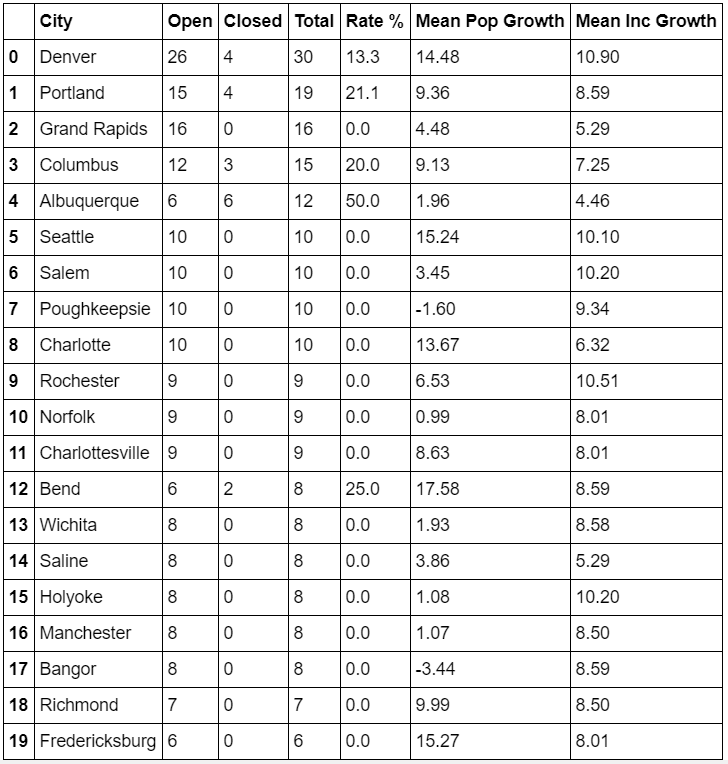 City Open Closed Total Rate % Mean Pop Growth Mean Inc Growth
0 Denver 26 4 30 13.3 14.48 10.90
1 Portland 15 4 19 21.1 9.36 8.59
2 Grand Rapids 16 0 16 0.0 4.48 5.29
3 Columbus 12 3 15 20.0 9.13 7.25
4 Albuquerque 6 6 12 50.0 1.96 4.46
5 Seattle 10 0 10 0.0 15.24 10.10
6 Salem 10 0 10 0.0 3.45 10.20
7 Poughkeepsie 10 0 10 0.0 -1.60 9.34
8 Charlotte 10 0 10 0.0 13.67 6.32
9 Rochester 9 0 9 0.0 6.53 10.51
10 Norfolk 9 0 9 0.0 0.99 8.01
11 Charlottesville 9 0 9 0.0 8.63 8.01
12 Bend 6 2 8 25.0 17.58 8.59
13 Wichita 8 0 8 0.0 1.93 8.58
14 Saline 8 0 8 0.0 3.86 5.29
15 Holyoke 8 0 8 0.0 1.08 10.20
16 Manchester 8 0 8 0.0 1.07 8.50
17 Bangor 8 0 8 0.0 -3.44 8.59
18 Richmond 7 0 7 0.0 9.99 8.50
19 Fredericksburg 6 0 6 0.0 15.27 8.01